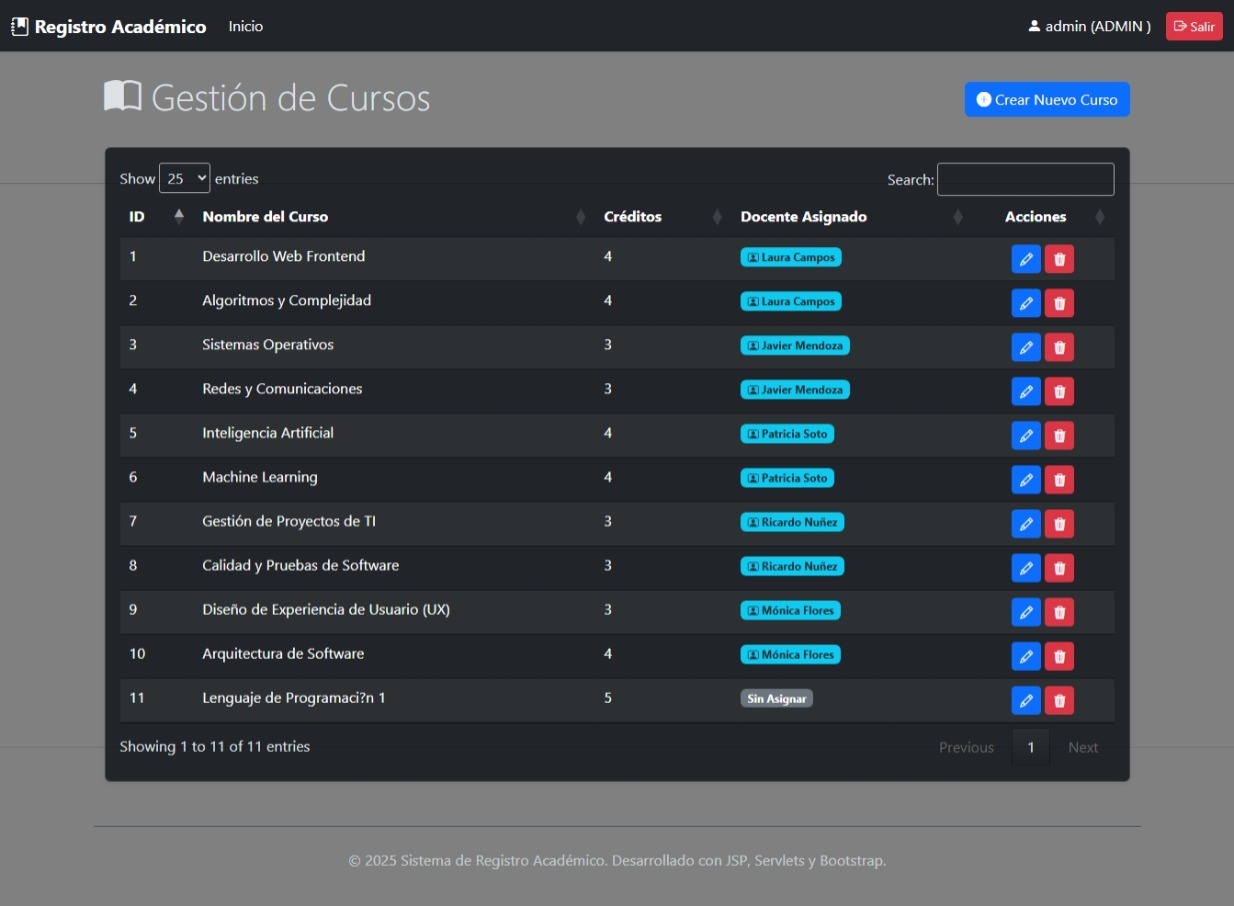 Registro Académico Inicio admin (ADMIN ) Salir
Gestión de Cursos Crear Nuevo Curso
Show 25 entries Search:
ID Nombre del Curso Créditos Docente Asignado Acciones
1 Desarrollo Web Frontend 4 Laura Campos
2 Algoritmos y Complejidad 4 Laura Campos
3 Sistemas Operativos 3 Javier Mendoza
4 Redes y Comunicaciones 3 Javier Mendoza
5 Inteligencia Artificial 4 Patricia Soto
6 Machine Learning 4 Patricia Soto
7 Gestión de Proyectos de TI 3 Ricardo Nuñez
8 Calidad y Pruebas de Software 3 Ricardo Nuñez
9 Diseño de Experiencia de Usuario (UX) 3 Mónica Flores
10 Arquitectura de Software 4 Mónica Flores
11 Lenguaje de Programaci?n 1 5 Sin Asignar
Showing 1 to 11 of 11 entries Previous 1 Next
© 2025 Sistema de Registro Académico. Desarrollado con JSP, Servlets y Bootstrap.